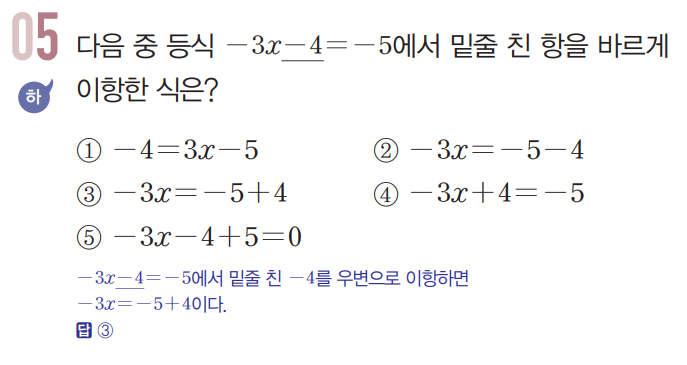 05 다음 중 등식 －3x－4＝－5에서 밑줄 친 항을 바르게
하 이항한 식은?
① －4＝3x－5 ② －3x＝－5－4
③ －3x＝－5＋4 ④ －3x＋4＝－5
⑤ －3x－4＋5＝0
－3x－4＝－5에서 밑줄 친 －4를 우변으로 이항하면
－3x＝－5＋4이다.
답 ③